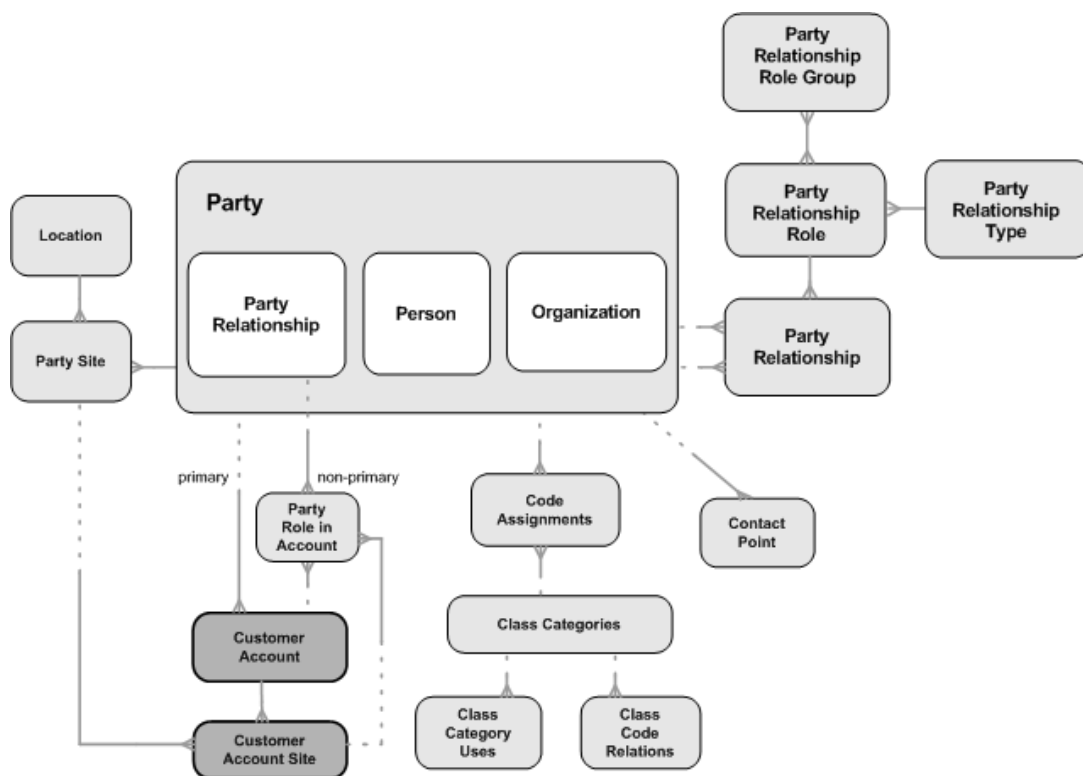 Party
Relationship
Role Group
Party
Relationship
Role
Party
Relationship
Type
Party
Location
Party
Relationship
Person
Organization
Party
Relationship
Party Site
primary
non-primary
Party
Role in
Account
Code
Assignments
Contact
Point
Customer
Account
Class Categories
Customer
Account Site
Class
Category
Uses
Class
Code
Relations